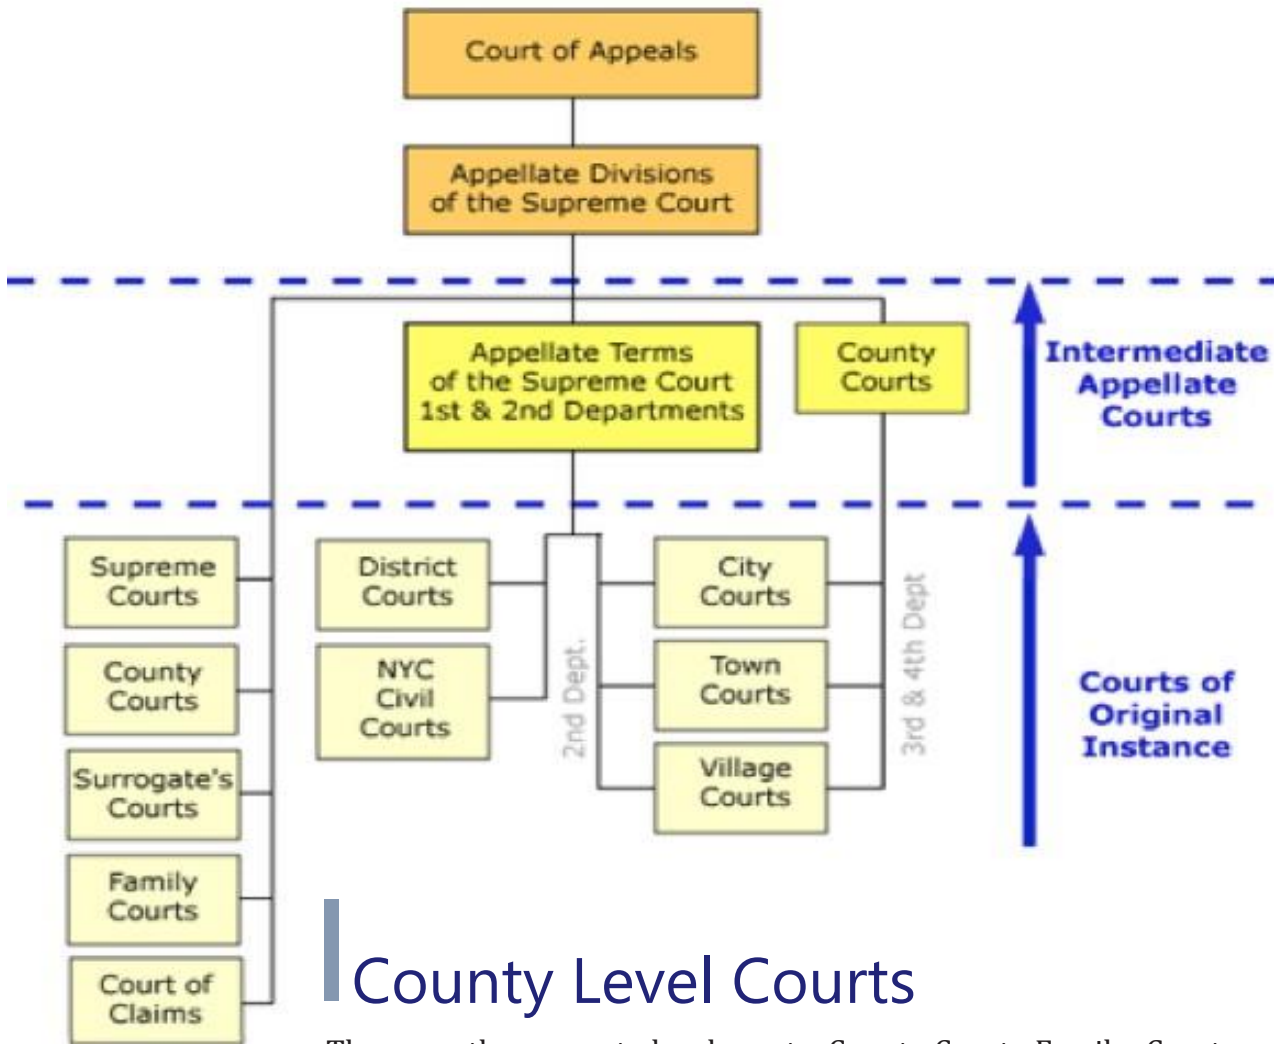 Court of Appeals
Appellate Divisions
of the Supreme Court
Appellate Terms
of the Supreme Court
1st & 2nd Departments
County
Courts
Intermediate
Appellate
Courts
Supreme
Courts
County
Courts
Surrogate's
Courts
Family
Courts
Court of
Claims
District
Courts
NYC
Civil
Courts
2nd Dept.
City
Courts
Town
Courts
Village
Courts
3rd & 4th Dept
Courts of
Original
Instance
County Level Courts